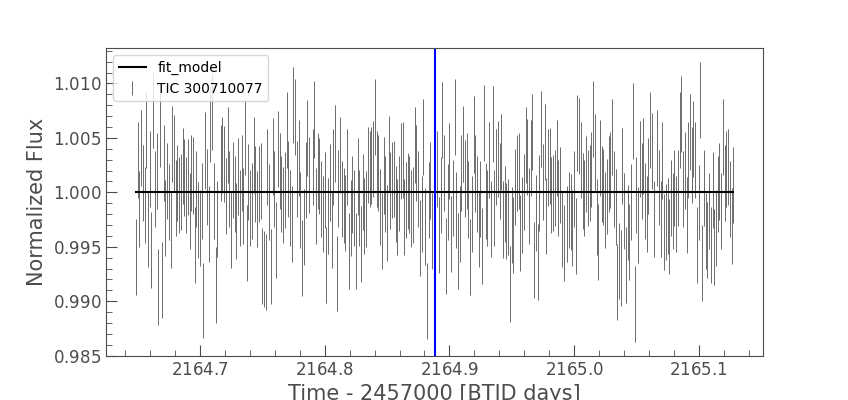 fit_model
TIC 300710077
1.010
1.005
1.000
0.995
0.990
0.985
Normalized Flux
2164.7 2164.8 2164.9 2165.0 2165.1
Time - 2457000 [BTJD days]